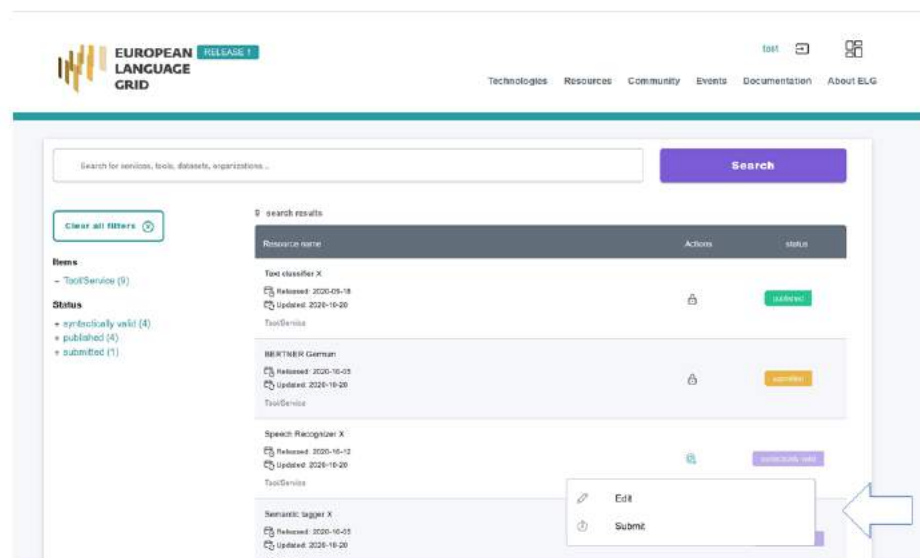 EUROPEAN RELEASE 1
LANGUAGE
GRID
test
Technologies Resources Community Events Documentation About ELG
Search for services, tools, datasets, organizations...
Search
Clear all filters
9 search results
Resource name Actions status
Items
- Tool/Service (9)
Status
+ syntactically valid (4)
+ published (4)
+ submitted (1)
Text classifier X
Released: 2020-09-18
Updated: 2020-10-20
Tool/Service
published
BERTNER German
Released: 2020-10-05
Updated: 2020-10-20
Tool/Service
submitted
Speech Recognizer X
Released: 2020-10-12
Updated: 2020-10-20
Tool/Service
syntactically valid
Edit
Submit
Semantic tagger X
Released: 2020-10-05
Updated: 2020-10-20